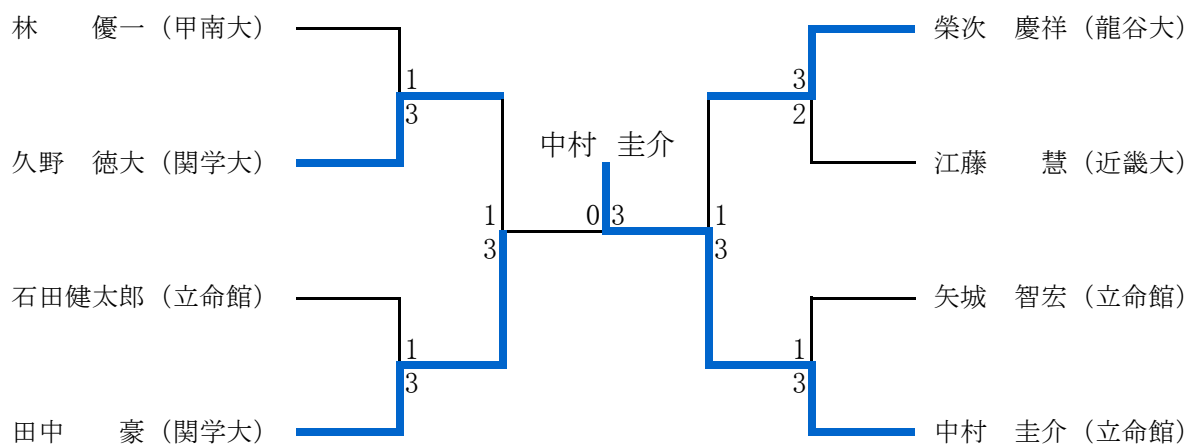 林　　優一（甲南大）
1
3
久野　徳大（関学大）
1
3
石田健太郎（立命館）
1
3
田中　　豪（関学大）
中村　圭介
0 3
榮次　慶祥（龍谷大）
3
2
江藤　　慧（近畿大）
1
3
矢城　智宏（立命館）
1
3
中村　圭介（立命館）